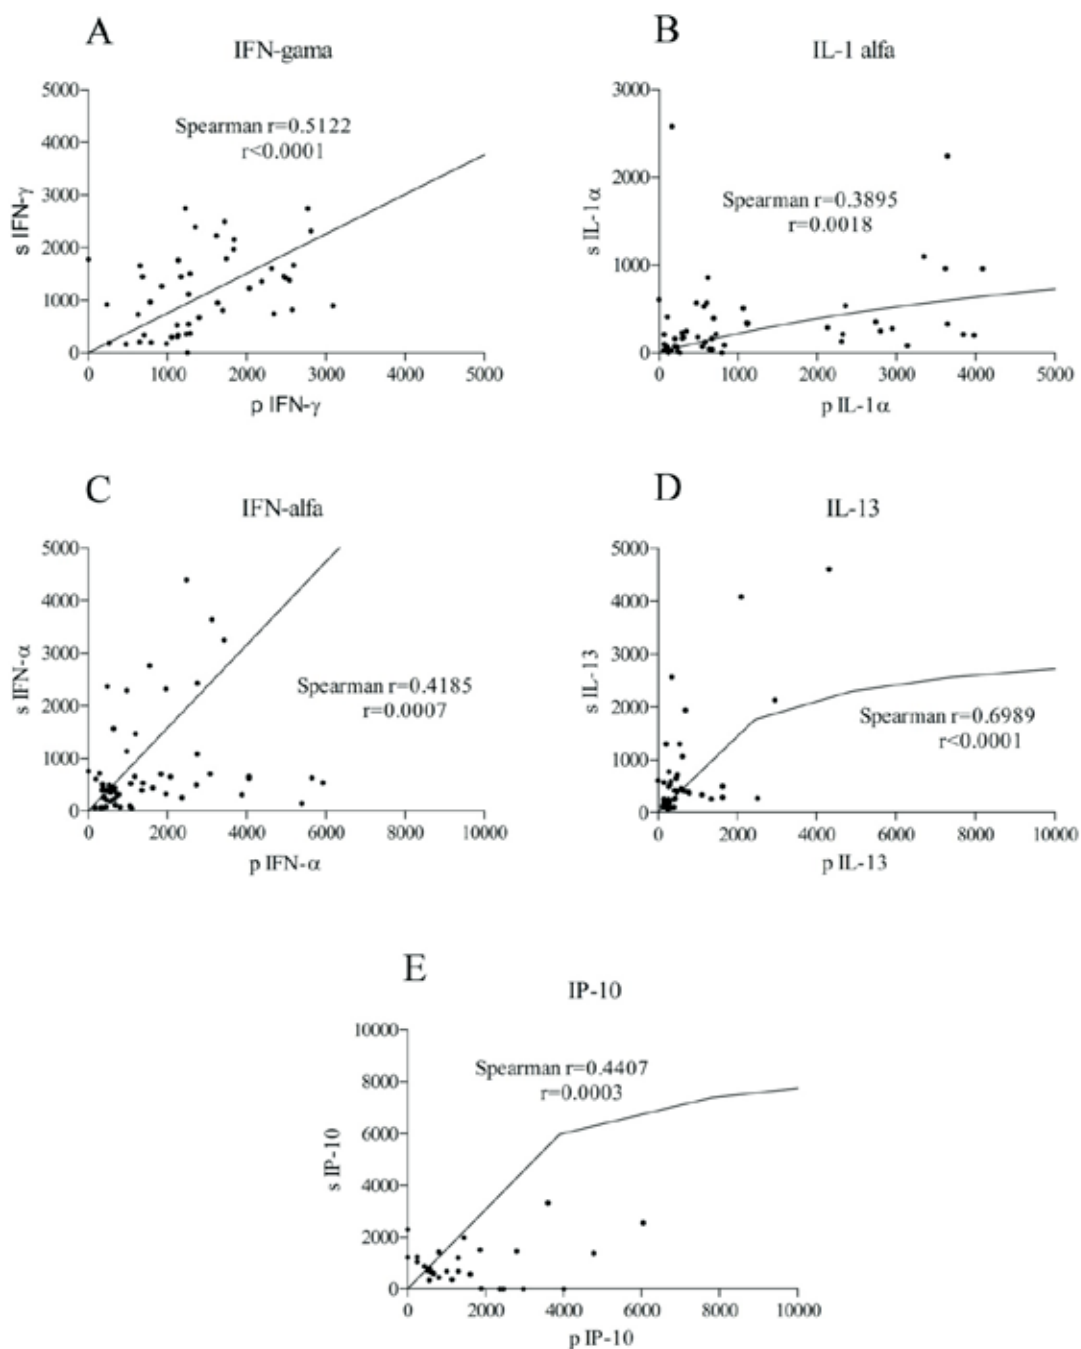 A
IFN-gama
5000
4000
3000
2000
1000
0
s IFN-γ
Spearman r=0.5122
r<0.0001
0 1000 2000 3000 4000 5000
p IFN-γ
B
IL-1 alfa
3000
2000
1000
0
s IL-1α
Spearman r=0.3895
r=0.0018
0 1000 2000 3000 4000 5000
p IL-1α
C
IFN-alfa
5000
4000
3000
2000
1000
0
s IFN-α
Spearman r=0.4185
r=0.0007
0 2000 4000 6000 8000 10000
p IFN-α
D
IL-13
5000
4000
3000
2000
1000
0
s IL-13
Spearman r=0.6989
r<0.0001
0 2000 4000 6000 8000 10000
p IL-13
E
IP-10
10000
8000
6000
4000
2000
0
s IP-10
Spearman r=0.4407
r=0.0003
0 2000 4000 6000 8000 10000
p IP-10